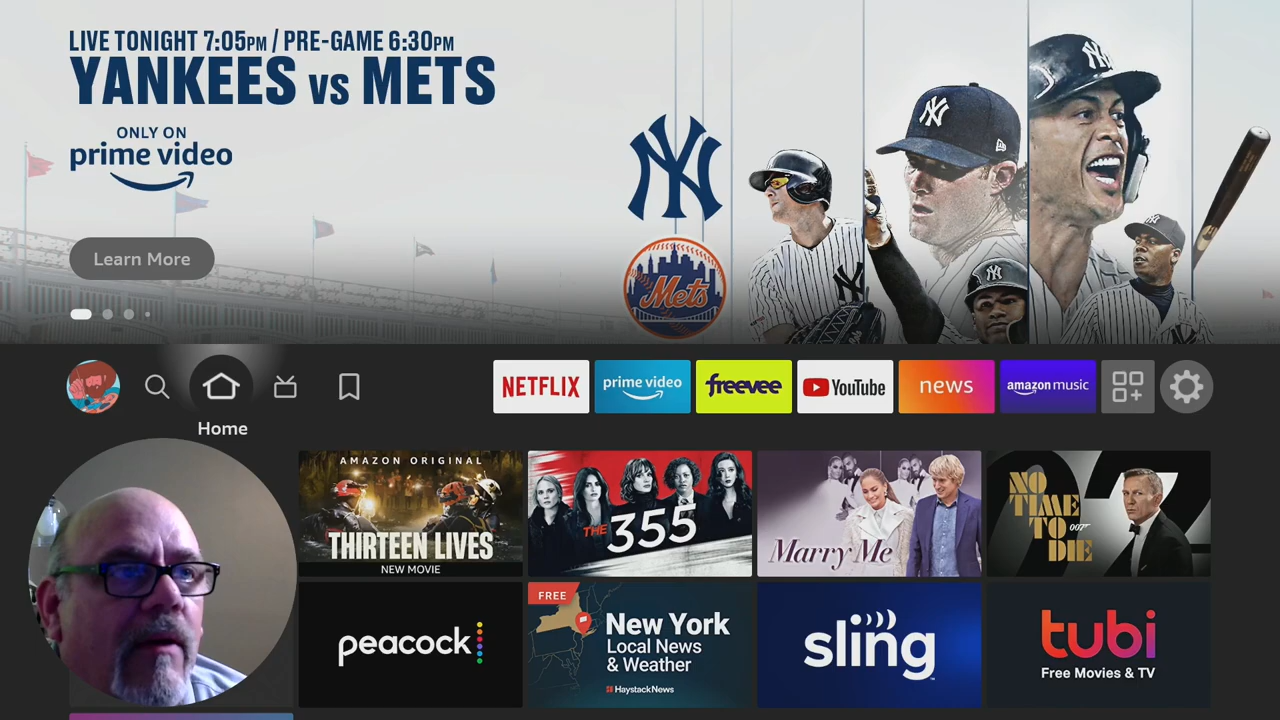 LIVE TONIGHT 7:05PM / PRE-GAME 6:30PM
YANKEES vs METS
ONLY ON
prime video
NY
Mets
Learn More
Home
NETFLIX
prime video
freevee
YouTube
news
amazon music
AMAZON ORIGINAL
THIRTEEN LIVES
NEW MOVIE
THE 355
Marry Me
NO
TIME
TO
DIE
007
peacock
FREE
New York
Local News
& Weather
HaystackNews
sling
tubi
Free Movies & TV